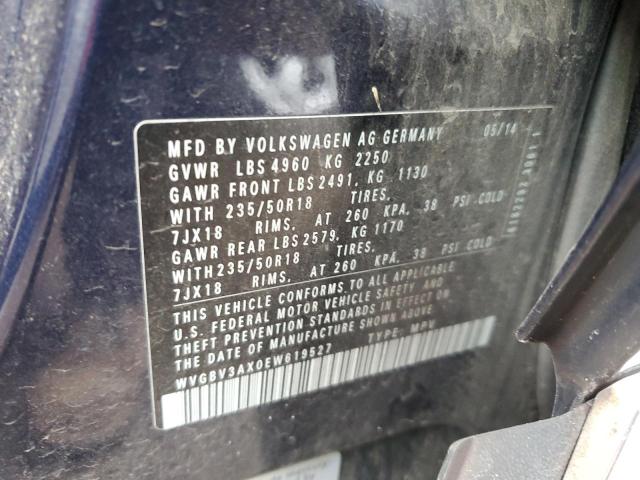 MFD BY VOLKSWAGEN AG GERMANY 05/14
GVWR LBS 4960 KG 2250
GAWR FRONT LBS 2491, KG 1130
WITH 235/50R18 TIRES,
7JX18 RIMS, AT 260 KPA, 38 PSI COLD
GAWR REAR LBS 2579, KG 1170
WITH 235/50R18 TIRES,
7JX18 RIMS, AT 260 KPA, 38 PSI COLD
THIS VEHICLE CONFORMS TO ALL APPLICABLE
U.S. FEDERAL MOTOR VEHICLE SAFETY AND
THEFT PREVENTION STANDARDS IN EFFECT ON
THE DATE OF MANUFACTURE SHOWN ABOVE
WVGBV3AX0EW619527 TYPE: MPV